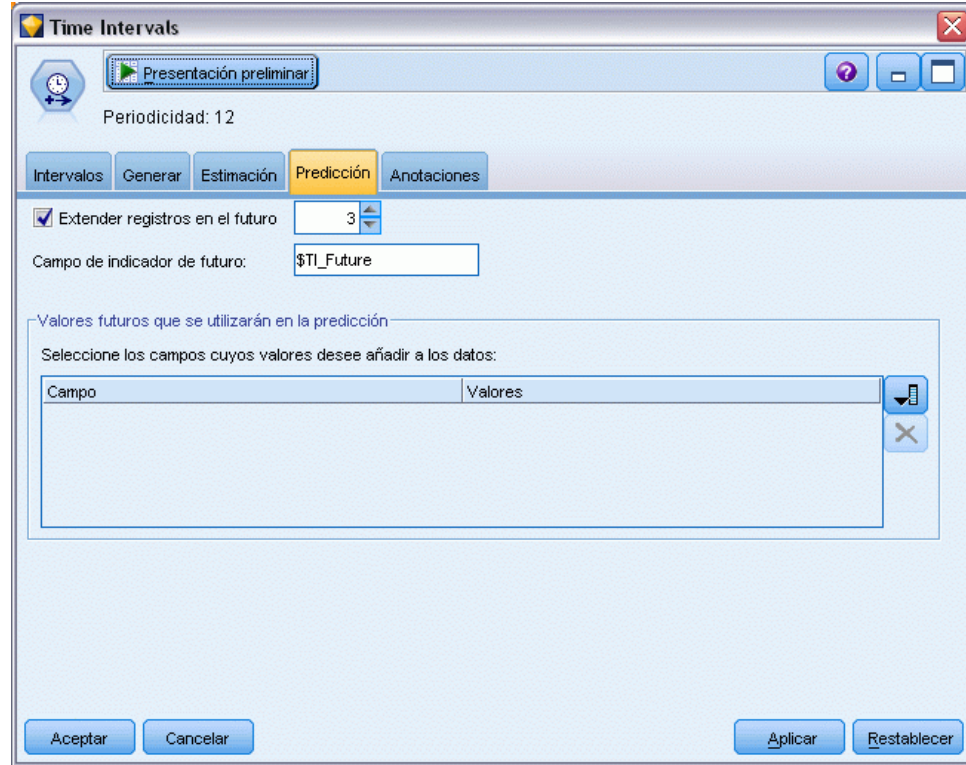 Time Intervals
Presentación preliminar
Periodicidad: 12
Intervalos Generar Estimación Predicción Anotaciones
Extender registros en el futuro 3
Campo de indicador de futuro: $TI_Future
Valores futuros que se utilizarán en la predicción
Seleccione los campos cuyos valores desee añadir a los datos:
Campo Valores
Aceptar Cancelar Aplicar Restablecer